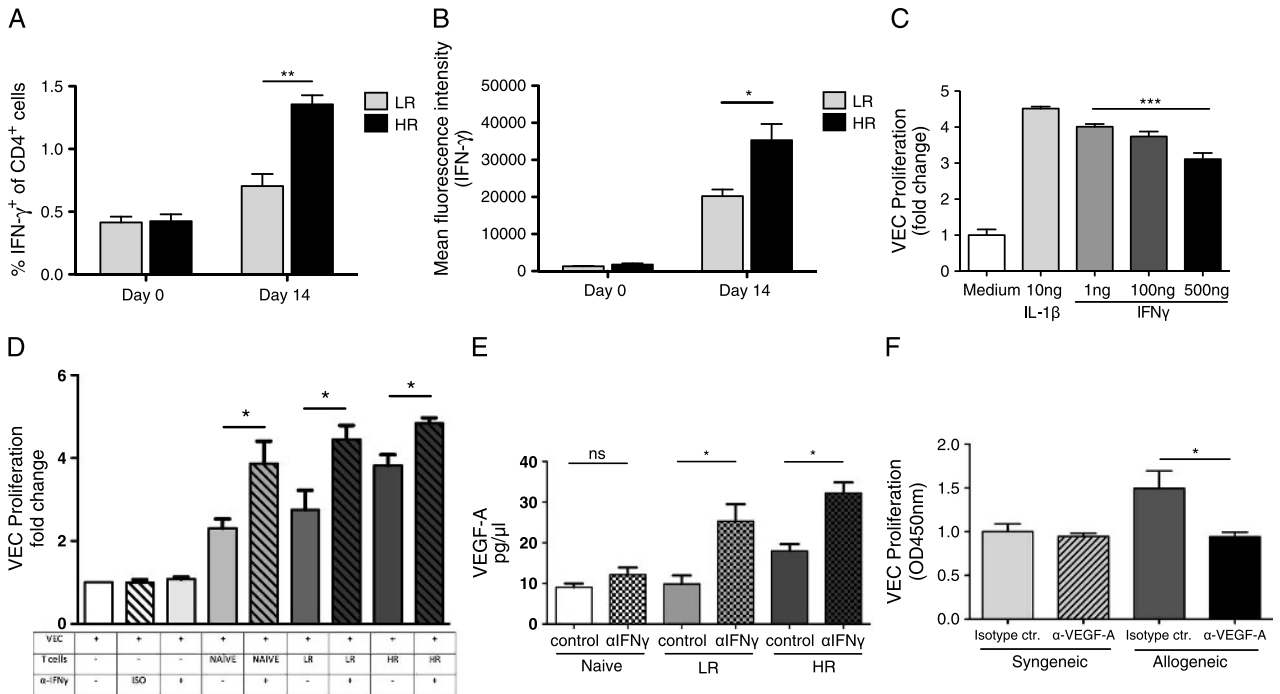 A
% IFN-γ+ of CD4+ cells
1.5
1.0
0.5
0.0
**
LR
HR
Day 0
Day 14
B
Mean fluorescence intensity
(IFN-γ)
50000
40000
30000
20000
10000
0
*
LR
HR
Day 0
Day 14
C
VEC Proliferation
(fold change)
5
4
3
2
1
0
***
Medium 10ng 1ng 100ng 500ng
IL-1β IFNγ
D
VEC Proliferation
fold change
6
4
2
0
*
*
*
VEC + + + + + + + + +
T cells - - - NAÏVE NAÏVE LR LR HR HR
α-IFNγ - ISO + - + - + - +
E
VEGF-A
pg/µl
40
30
20
10
0
ns
*
*
control αIFNγ control αIFNγ control αIFNγ
Naive LR HR
F
VEC Proliferation
(OD450nm)
2.0
1.5
1.0
0.5
0.0
*
Isotype ctr. α-VEGF-A Isotype ctr. α-VEGF-A
Syngeneic Allogeneic